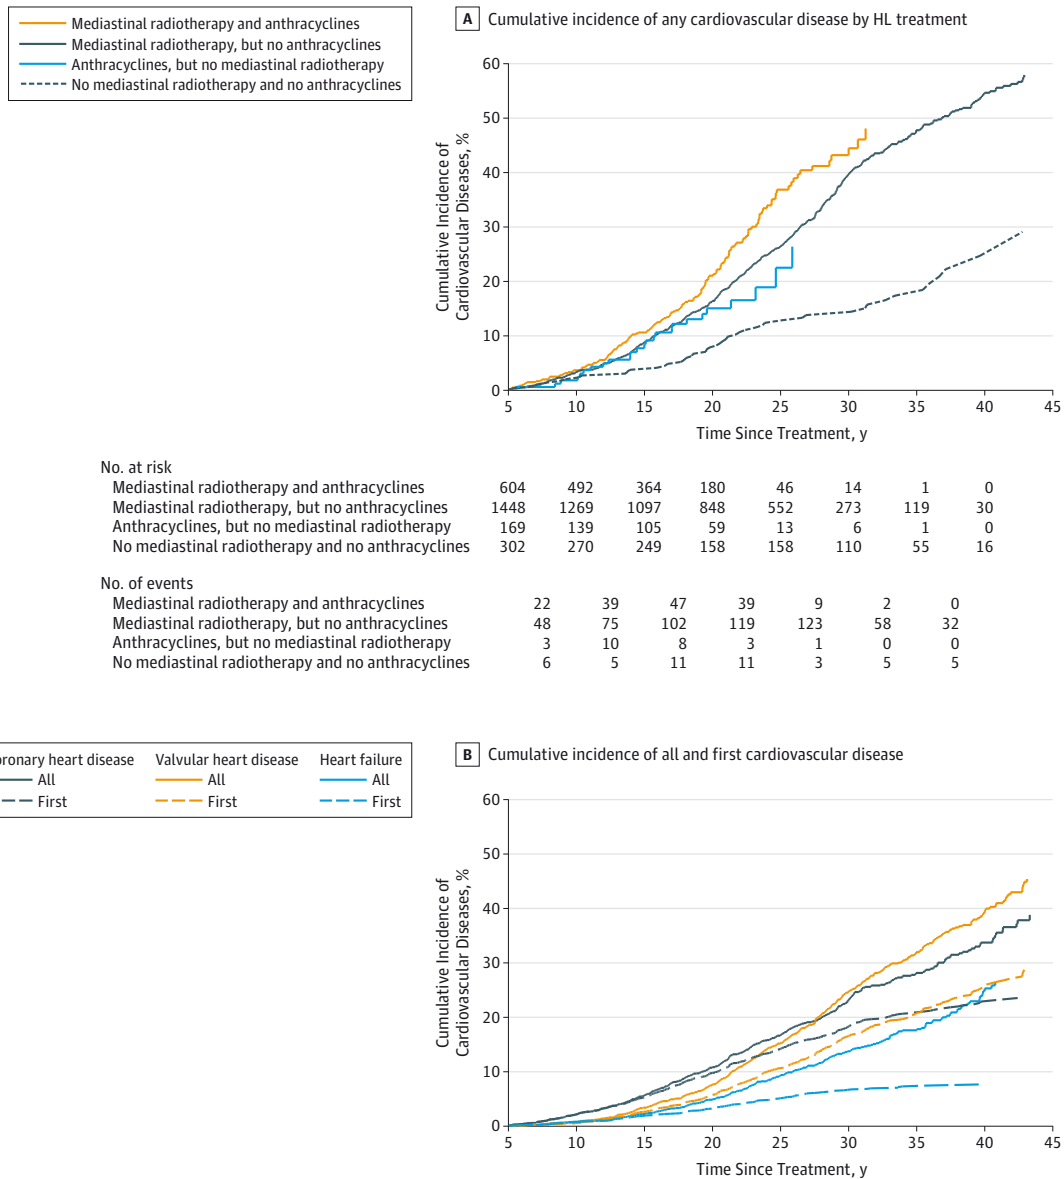 Mediastinal radiotherapy and anthracyclines
Mediastinal radiotherapy, but no anthracyclines
Anthracyclines, but no mediastinal radiotherapy
No mediastinal radiotherapy and no anthracyclines
A Cumulative incidence of any cardiovascular disease by HL treatment
Cumulative Incidence of
Cardiovascular Diseases, %
60
50
40
30
20
10
0
5 10 15 20 25 30 35 40 45
Time Since Treatment, y
No. at risk
Mediastinal radiotherapy and anthracyclines 604 492 364 180 46 14 1 0
Mediastinal radiotherapy, but no anthracyclines 1448 1269 1097 848 552 273 119 30
Anthracyclines, but no mediastinal radiotherapy 169 139 105 59 13 6 1 0
No mediastinal radiotherapy and no anthracyclines 302 270 249 158 158 110 55 16
No. of events
Mediastinal radiotherapy and anthracyclines 22 39 47 39 9 2 0
Mediastinal radiotherapy, but no anthracyclines 48 75 102 119 123 58 32
Anthracyclines, but no mediastinal radiotherapy 3 10 8 3 1 0 0
No mediastinal radiotherapy and no anthracyclines 6 5 11 11 3 5 5
oronary heart disease Valvular heart disease Heart failure
All All All
First First First
B Cumulative incidence of all and first cardiovascular disease
Cumulative Incidence of
Cardiovascular Diseases, %
60
50
40
30
20
10
0
5 10 15 20 25 30 35 40 45
Time Since Treatment, y